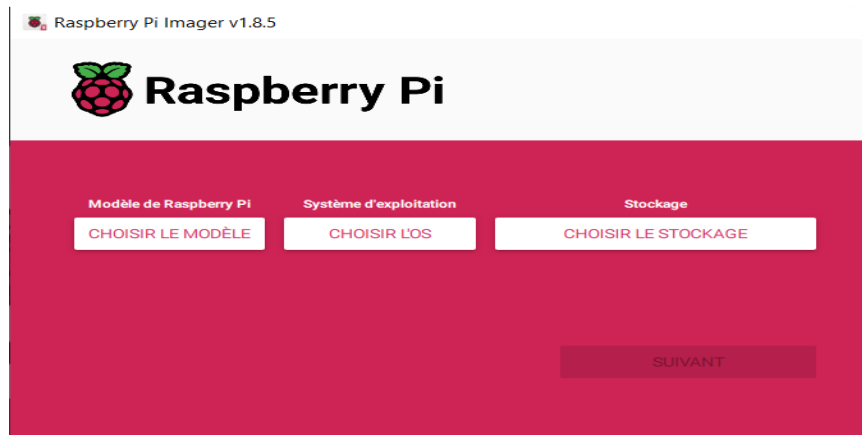 Raspberry Pi Imager v1.8.5
Raspberry Pi
Modèle de Raspberry Pi Système d'exploitation Stockage
CHOISIR LE MODÈLE CHOISIR L'OS CHOISIR LE STOCKAGE
SUIVANT